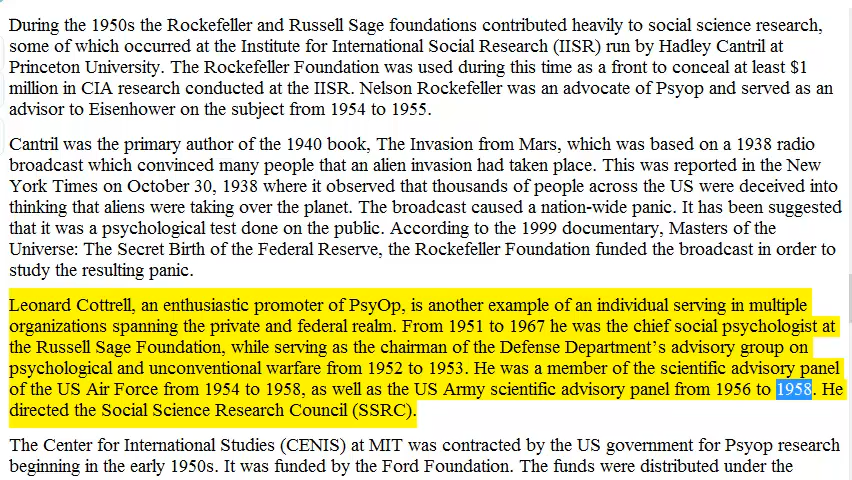 During the 1950s the Rockefeller and Russell Sage foundations contributed heavily to social science research,
some of which occurred at the Institute for International Social Research (IISR) run by Hadley Cantril at
Princeton University. The Rockefeller Foundation was used during this time as a front to conceal at least $1
million in CIA research conducted at the IISR. Nelson Rockefeller was an advocate of Psyop and served as an
advisor to Eisenhower on the subject from 1954 to 1955.
Cantril was the primary author of the 1940 book, The Invasion from Mars, which was based on a 1938 radio
broadcast which convinced many people that an alien invasion had taken place. This was reported in the New
York Times on October 30, 1938 where it observed that thousands of people across the US were deceived into
thinking that aliens were taking over the planet. The broadcast caused a nation-wide panic. It has been suggested
that it was a psychological test done on the public. According to the 1999 documentary, Masters of the
Universe: The Secret Birth of the Federal Reserve, the Rockefeller Foundation funded the broadcast in order to
study the resulting panic.
Leonard Cottrell, an enthusiastic promoter of PsyOp, is another example of an individual serving in multiple
organizations spanning the private and federal realm. From 1951 to 1967 he was the chief social psychologist at
the Russell Sage Foundation, while serving as the chairman of the Defense Department’s advisory group on
psychological and unconventional warfare from 1952 to 1953. He was a member of the scientific advisory panel
of the US Air Force from 1954 to 1958, as well as the US Army scientific advisory panel from 1956 to 1958. He
directed the Social Science Research Council (SSRC).
The Center for International Studies (CENIS) at MIT was contracted by the US government for Psyop research
beginning in the early 1950s. It was funded by the Ford Foundation. The funds were distributed under the